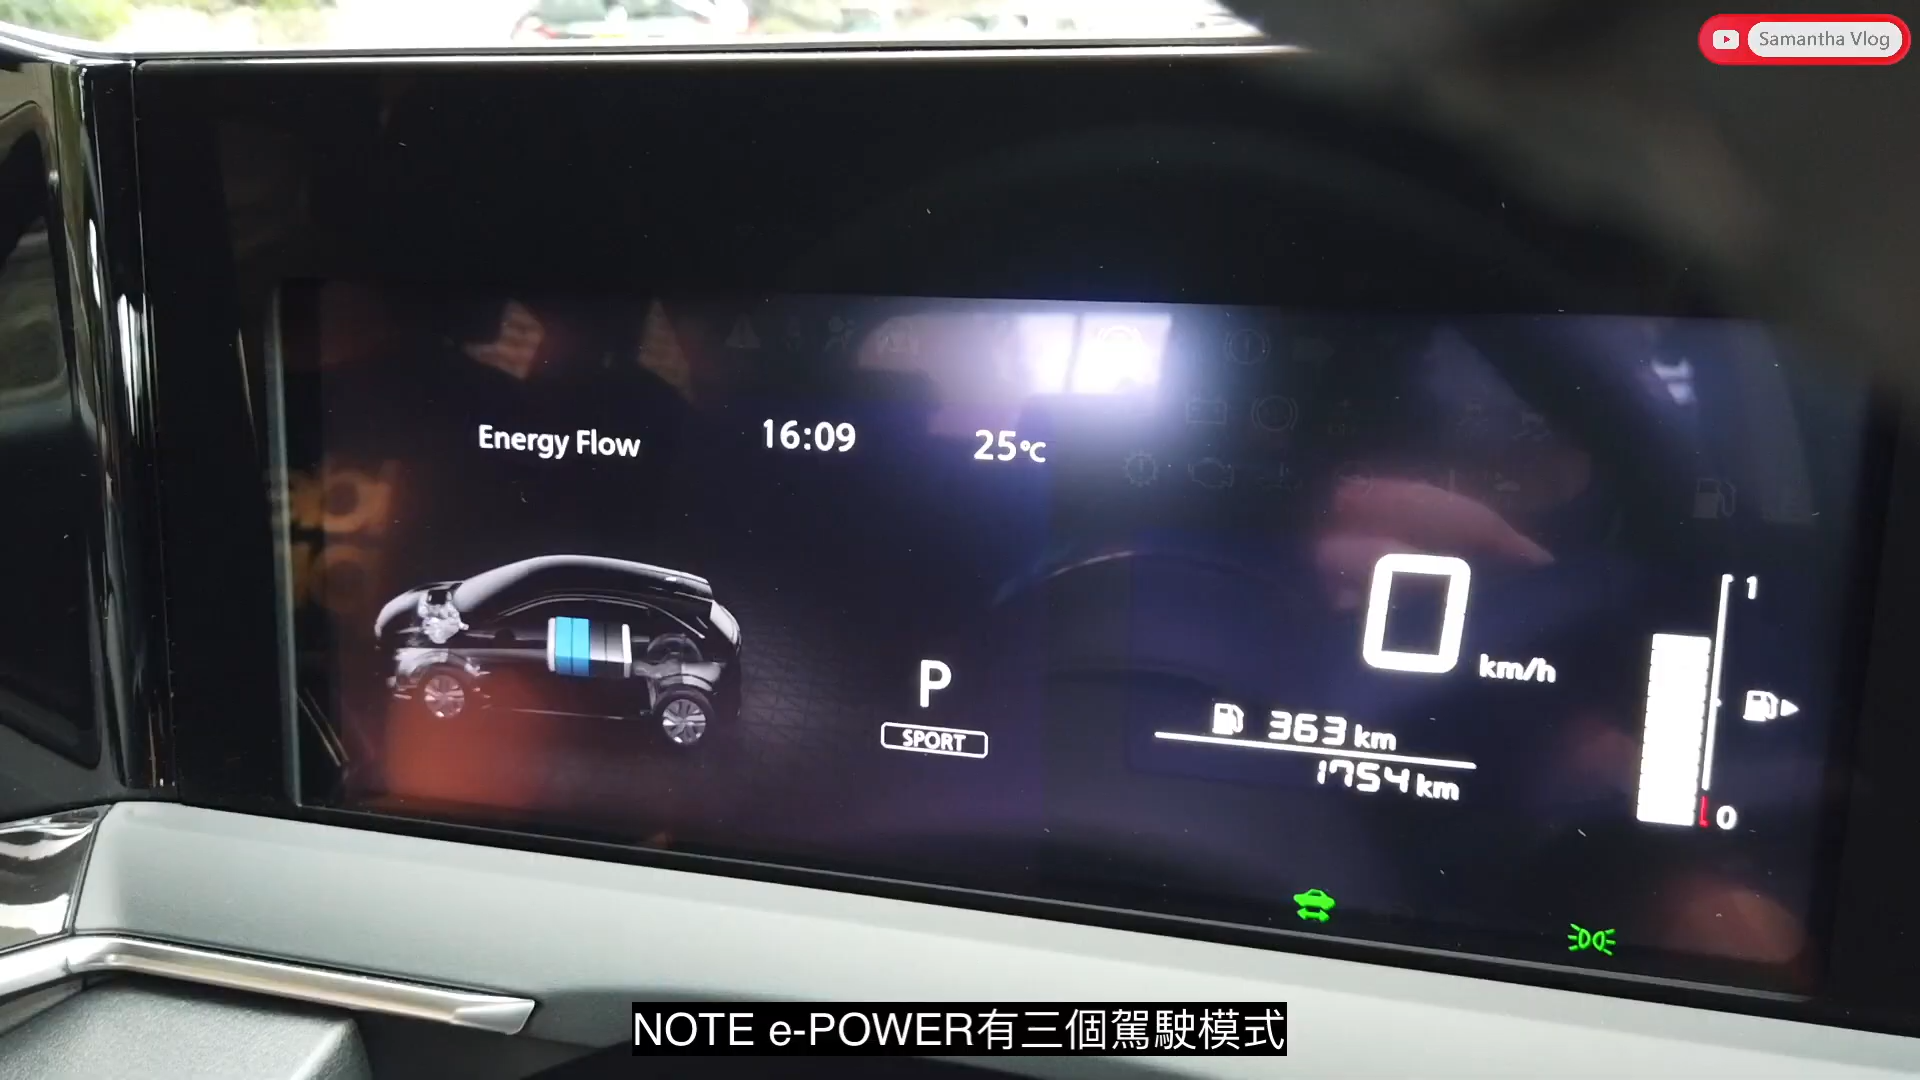 Samantha Vlog
Energy Flow
16:09
25°C
P
SPORT
0 km/h
363 km
1754 km
1
0
NOTE e-POWER有三個駕駛模式